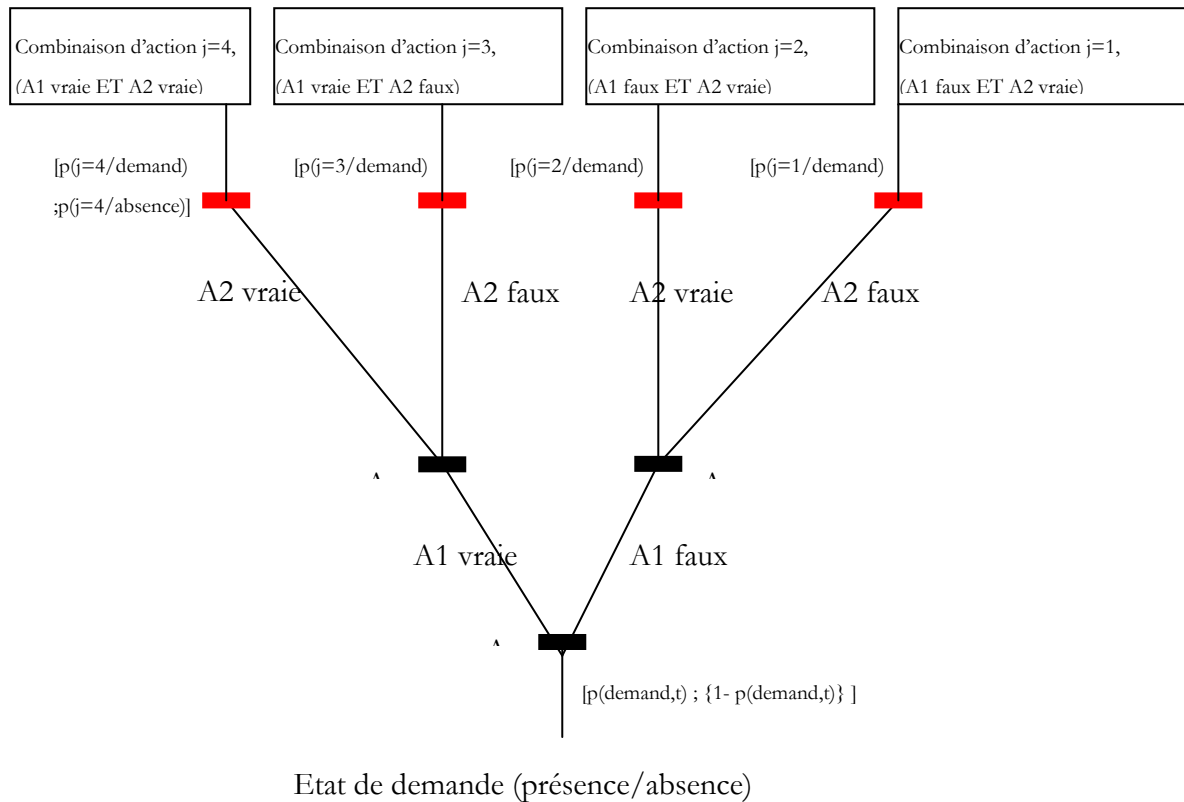 Combinaison d'action j=4,
(A1 vraie ET A2 vraie)
Combinaison d'action j=3,
(A1 vraie ET A2 faux)
Combinaison d'action j=2,
(A1 faux ET A2 vraie)
Combinaison d'action j=1,
(A1 faux ET A2 vraie)
[p(j=4/demand)
;p(j=4/absence)]
[p(j=3/demand)
[p(j=2/demand)
[p(j=1/demand)
A2 vraie
A2 faux
A2 vraie
A2 faux
A1 vraie
A1 faux
[p(demand,t) ; {1- p(demand,t)} ]
Etat de demande (présence/absence)